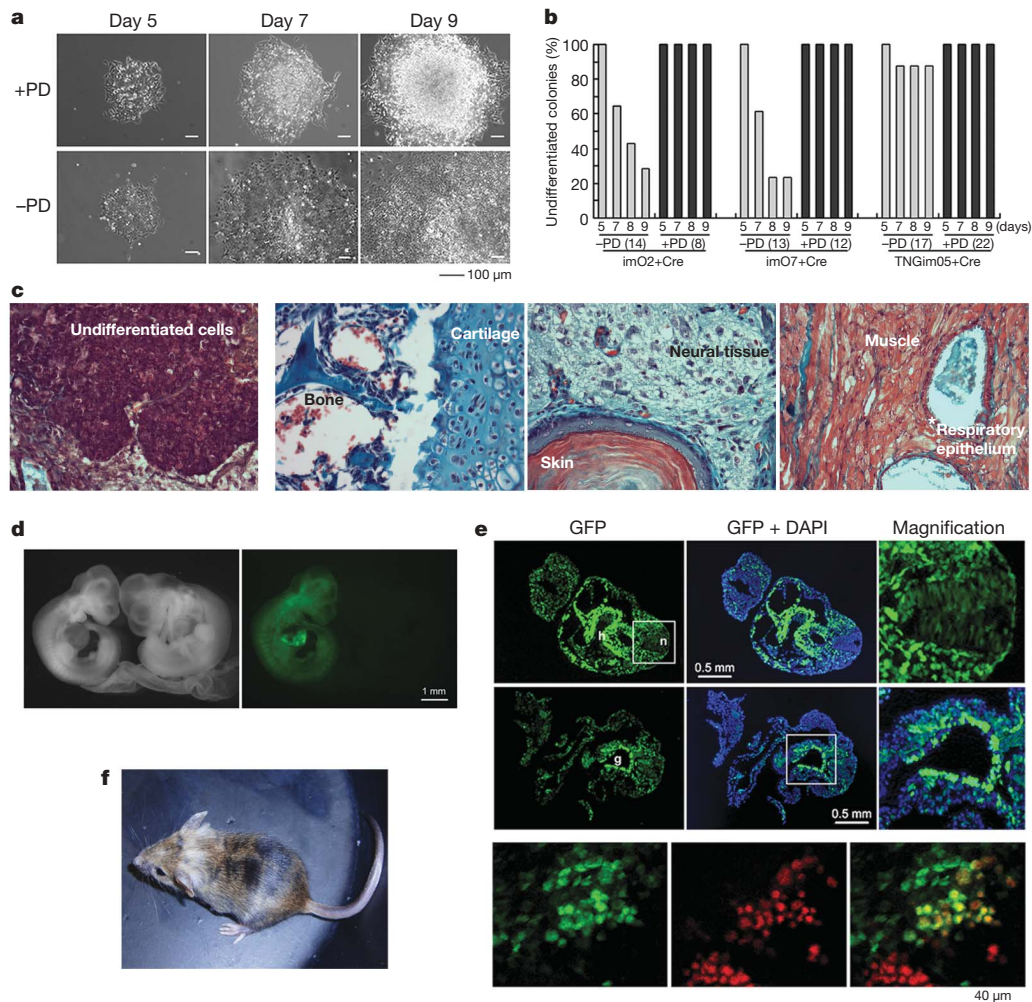 a
Day 5 Day 7 Day 9
+PD
–PD
100 µm
b
Undifferentiated colonies (%)
100
80
60
40
20
0
5 7 8 9 5 7 8 9 5 7 8 9 5 7 8 9 5 7 8 9 5 7 8 9 (days)
–PD (14) +PD (8) –PD (13) +PD (12) –PD (17) +PD (22)
imO2+Cre imO7+Cre TNGim05+Cre
c
Undifferentiated cells
Bone
Cartilage
Neural tissue
Skin
Muscle
*
Respiratory
epithelium
d
1 mm
e
GFP GFP + DAPI Magnification
h
n
0.5 mm
g
0.5 mm
40 µm
f